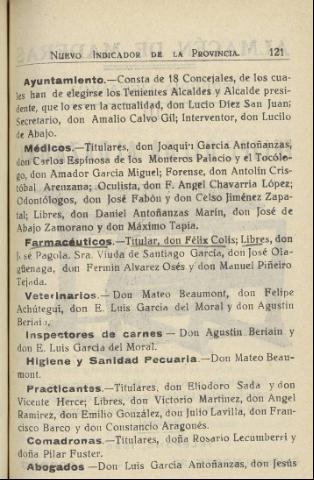 NUEVO INDICADOR DE LA PROVINCIA. 121
Ayuntamiento.—Consta de 18 Concejales, de los cua-
les han de elegirse los Tenientes Alcaldes y Alcalde presi-
dente, que lo es en la actualidad, don Lucio Díez San Juan;
Secretario, don Amalio Calvo Gil; Interventor, don Lucilo
de Abajo.
Médicos.—Titulares, don Joaquín García Antoñanzas,
don Carlos Espinosa de los Monteros Palacio y el Tocólo-
go, don Amador García Miguel; Forense, don Antolín Cris-
tóbal Arenzana; Oculista, don F. Angel Chavarría López;
Odontólogos, don José Fabón y don Celso Jiménez Zapa-
tal; Libres, don Daniel Antoñanzas Marín, don José de
Abajo Zamorano y don Máximo Tapia.
Farmacéuticos.—Titular, don Félix Colís; Libres, don
José Pagola. Sra. Viuda de Santiago García, don José Ola-
güenaga, don Fermín Alvarez Osés y don Manuel Piñeiro
Tejada.
Veterinarios.—Don Mateo Beaumont, don Felipe
Achútegui, don E. Luis García del Moral y don Agustín
Beriain.
Inspectores de carnes—Don Agustín Beriain y
don E. Luis García del Moral.
Higiene y Sanidad Pecuaria.—Don Mateo Beau-
mont.
Practicantes.—Titulares, don Eliodoro Sada y don
Vicente Herce; Libres, don Victorio Martínez, don Angel
Ramírez, don Emilio González, don Julio Lavilla, don Fran-
cisco Barco y don Constancio Aragonés.
Comadronas.—Titulares, doña Rosario Lecumberri y
doña Pilar Fuster.
Abogados—Don Luis García Antoñanzas, don Jesús